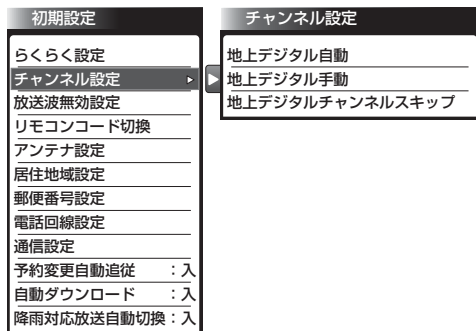 初期設定
らくらく設定
チャンネル設定
放送波無効設定
リモコンコード切換
アンテナ設定
居住地域設定
郵便番号設定
電話回線設定
通信設定
予約変更自動追従 :入
自動ダウンロード :入
降雨対応放送自動切換:入
チャンネル設定
地上デジタル自動
地上デジタル手動
地上デジタルチャンネルスキップ